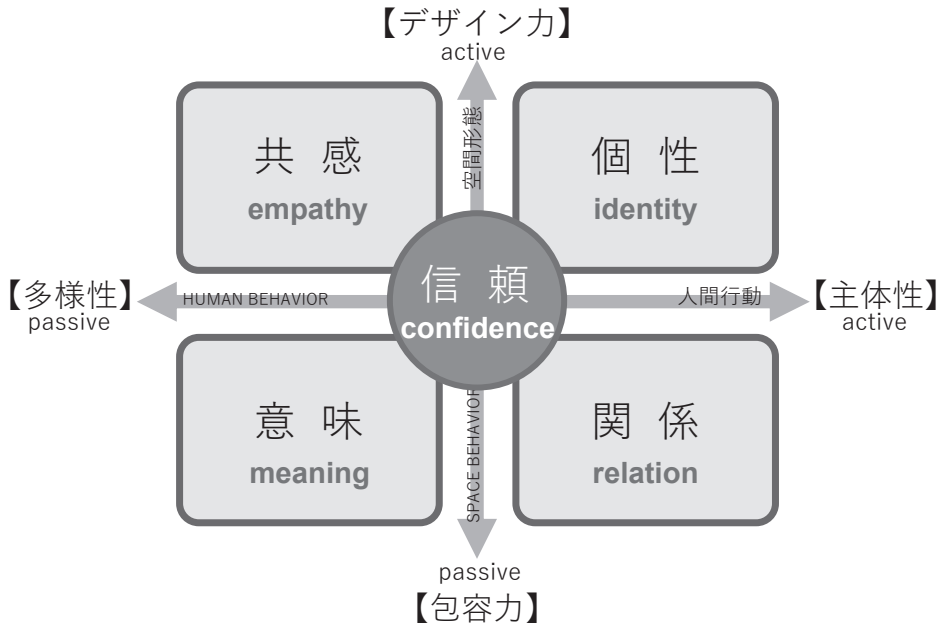 【デザイン力】
active
空間形態
共 感
empathy
個 性
identity
【多様性】
passive
HUMAN BEHAVIOR
信 頼
confidence
人間行動
【主体性】
active
意 味
meaning
SPACE BEHAVIOR
関 係
relation
passive
【包容力】